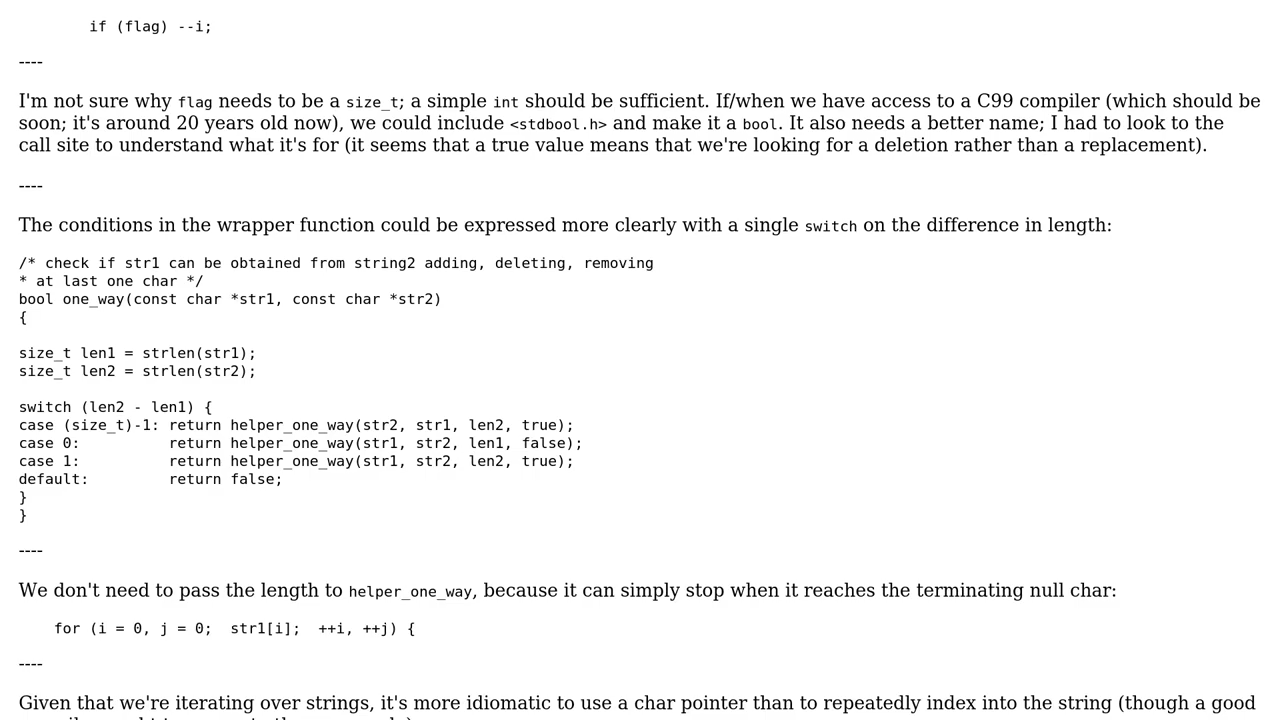 if (flag) --i;
----
I'm not sure why flag needs to be a size_t; a simple int should be sufficient. If/when we have access to a C99 compiler (which should be
soon; it's around 20 years old now), we could include <stdbool.h> and make it a bool. It also needs a better name; I had to look to the
call site to understand what it's for (it seems that a true value means that we're looking for a deletion rather than a replacement).
----
The conditions in the wrapper function could be expressed more clearly with a single switch on the difference in length:
/* check if str1 can be obtained from string2 adding, deleting, removing
* at last one char */
bool one_way(const char *str1, const char *str2)
{
size_t len1 = strlen(str1);
size_t len2 = strlen(str2);
switch (len2 - len1) {
case (size_t)-1: return helper_one_way(str2, str1, len2, true);
case 0:          return helper_one_way(str1, str2, len1, false);
case 1:          return helper_one_way(str1, str2, len2, true);
default:         return false;
}
}
----
We don't need to pass the length to helper_one_way, because it can simply stop when it reaches the terminating null char:
for (i = 0, j = 0;  str1[i];  ++i, ++j) {
----
Given that we're iterating over strings, it's more idiomatic to use a char pointer than to repeatedly index into the string (though a good